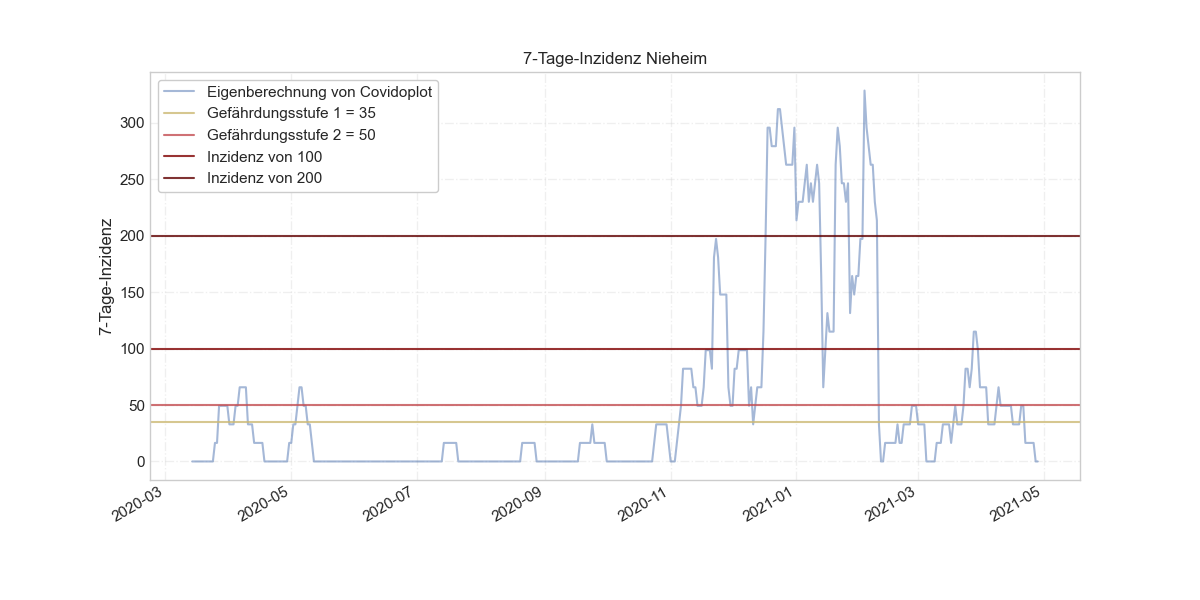 7-Tage-Inzidenz Nieheim
Eigenberechnung von Covidoplot
Gefährdungsstufe 1 = 35
Gefährdungsstufe 2 = 50
Inzidenz von 100
Inzidenz von 200
7-Tage-Inzidenz
300
250
200
150
100
50
0
2020-03
2020-05
2020-07
2020-09
2020-11
2021-01
2021-03
2021-05